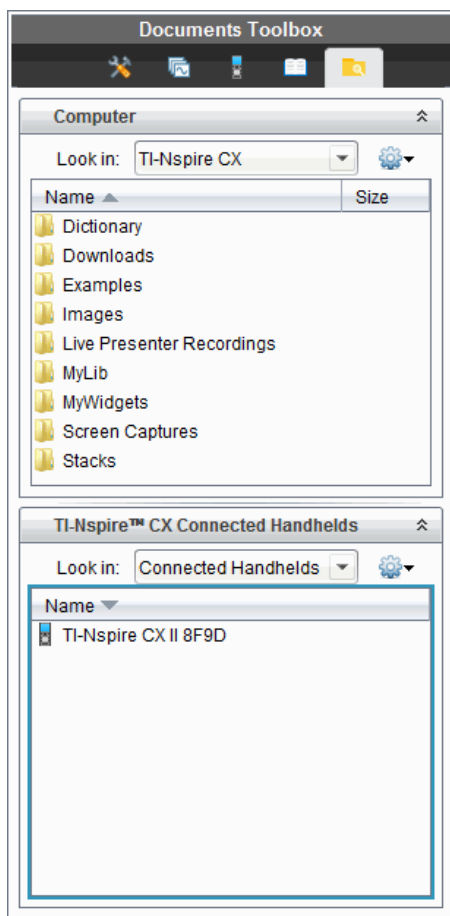 Documents Toolbox
Computer
Look in: TI-Nspire CX
Name Size
Dictionary
Downloads
Examples
Images
Live Presenter Recordings
MyLib
MyWidgets
Screen Captures
Stacks
TI-Nspire™ CX Connected Handhelds
Look in: Connected Handhelds
Name
TI-Nspire CX II 8F9D